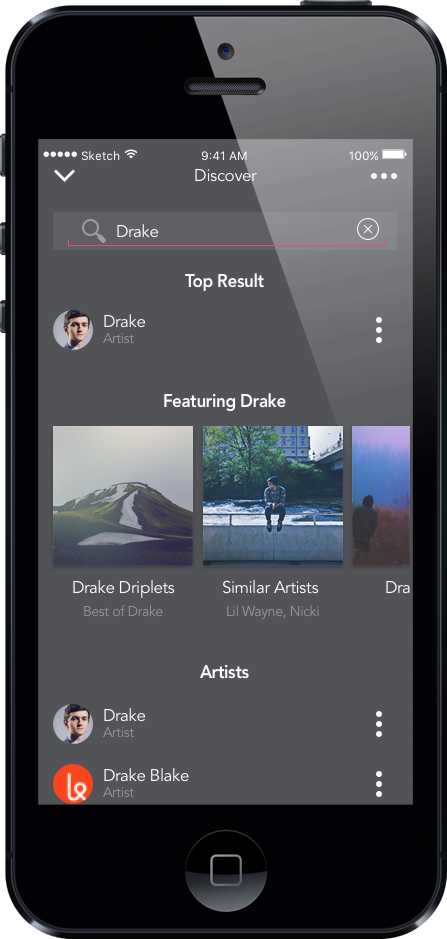 Sketch 9:41 AM 100%
Discover
Drake
Top Result
Drake
Artist
Featuring Drake
Drake Driplets
Best of Drake
Similar Artists
Lil Wayne, Nicki
Dra
Artists
Drake
Artist
Drake Blake
Artist